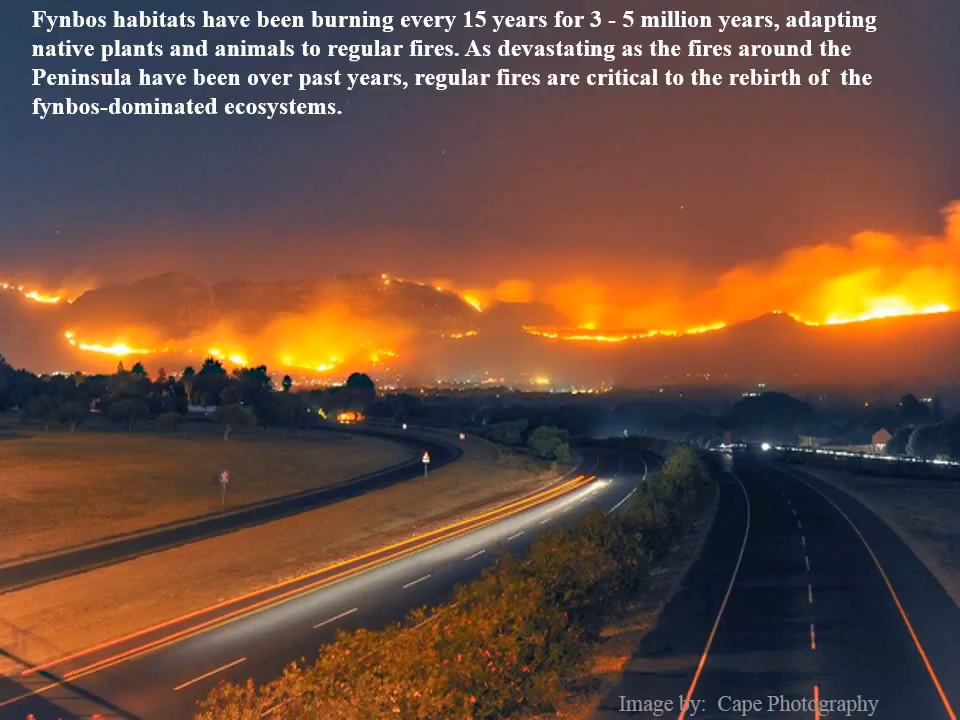 Fynbos habitats have been burning every 15 years for 3 - 5 million years, adapting
native plants and animals to regular fires. As devastating as the fires around the
Peninsula have been over past years, regular fires are critical to the rebirth of  the
fynbos-dominated ecosystems.
Image by:  Cape Photography